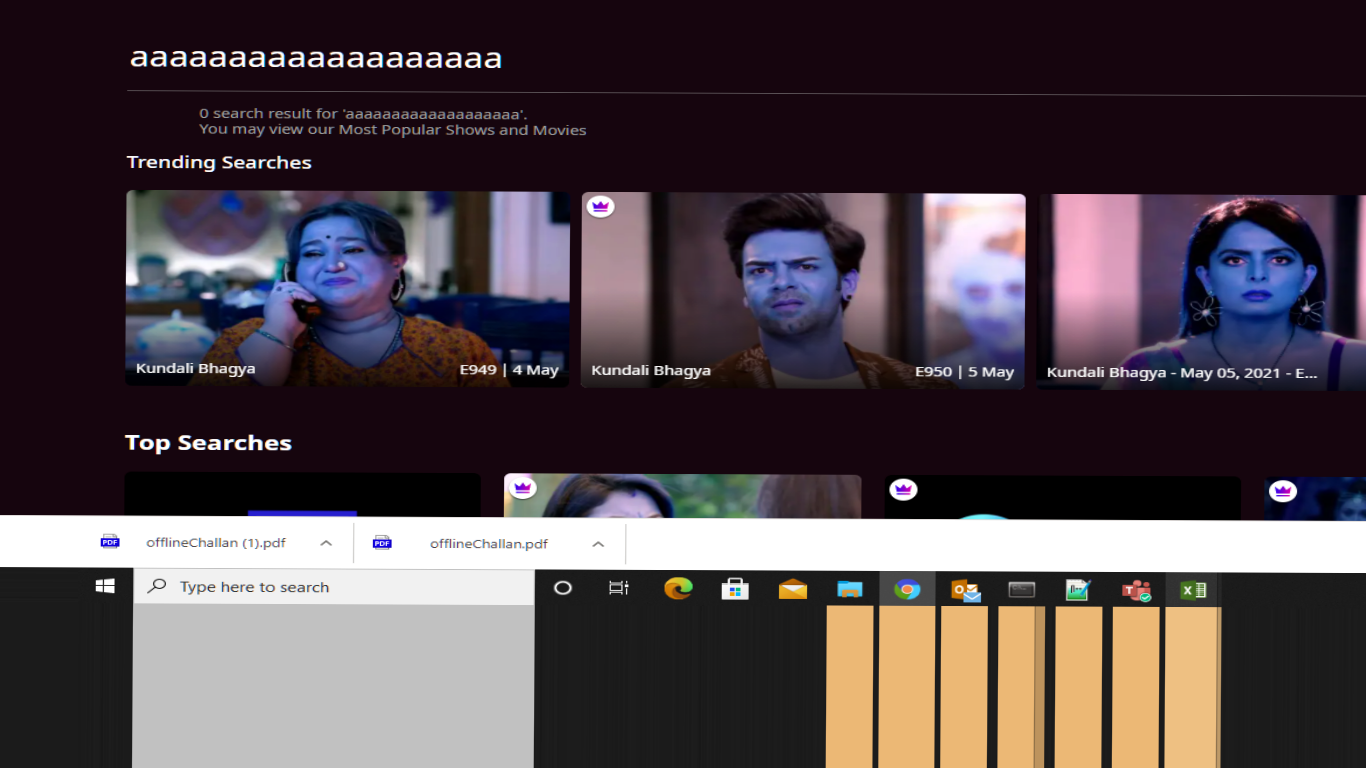 aaaaaaaaaaaaaaaaaaa
0 search result for 'aaaaaaaaaaaaaaaaaaa'.
You may view our Most Popular Shows and Movies
Trending Searches
Kundali Bhagya E949 | 4 May
Kundali Bhagya E950 | 5 May
Kundali Bhagya - May 05, 2021 - E...
Top Searches
PDF offlineChallan (1).pdf
PDF offlineChallan.pdf
Type here to search